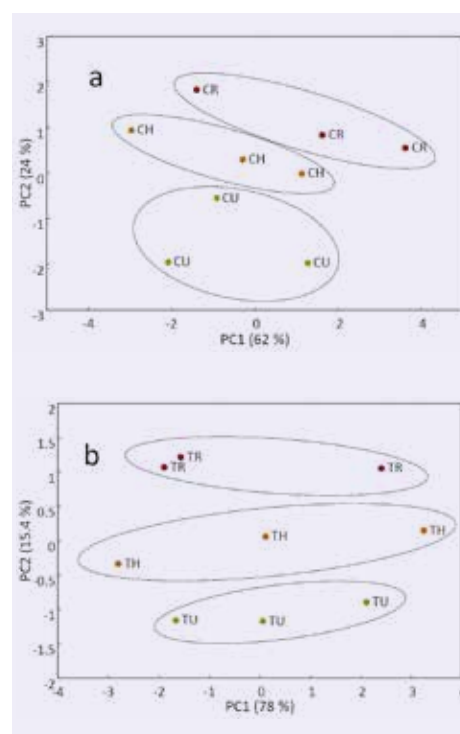 a
3
2
1
0
-1
-2
-3
PC2 (24 %)
CR
CR
CR
CH
CH
CH
CU
CU
CU
-4
-2
0
2
4
PC1 (62 %)
b
2
1.5
1
0.5
0
-0.5
-1
-1.5
-2
PC2 (15.4 %)
TR
TR
TR
TH
TH
TH
TU
TU
TU
-4
-3
-2
-1
0
1
2
3
4
PC1 (78 %)